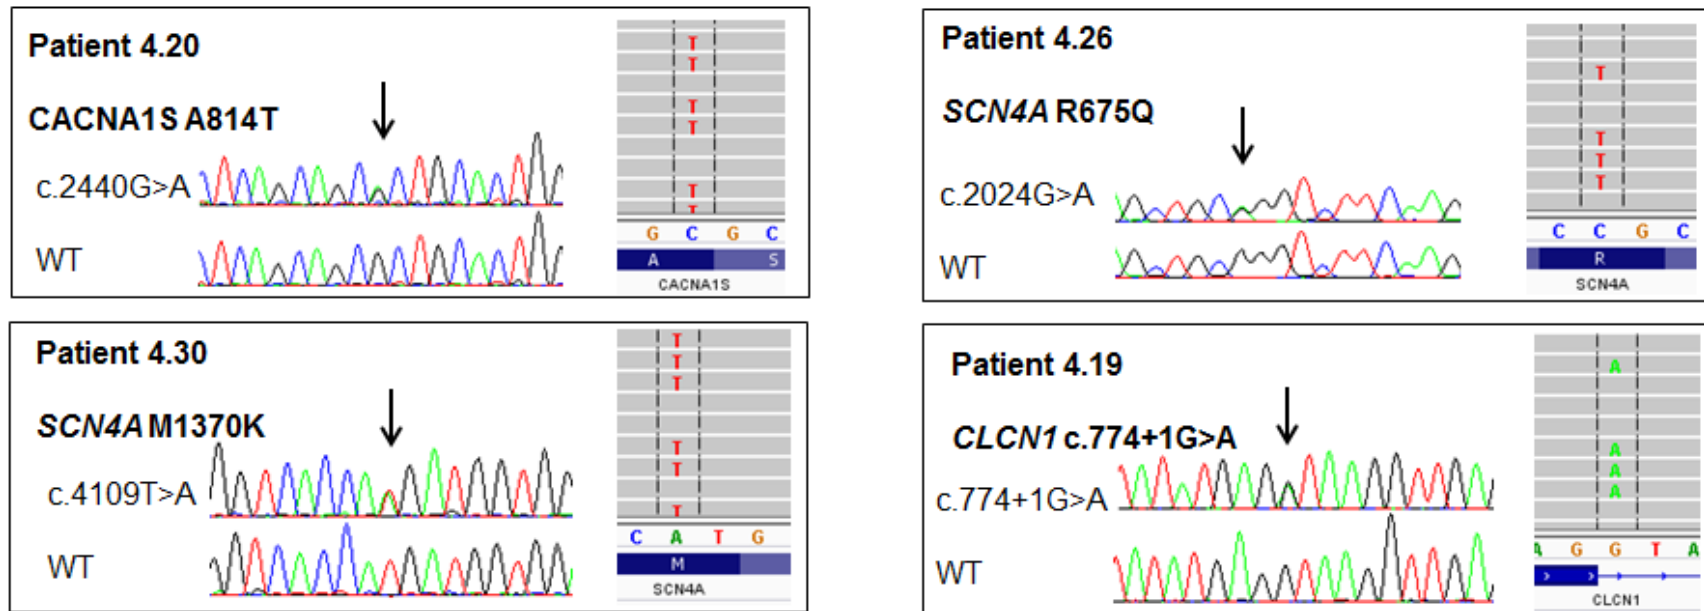 Patient 4.20
CACNA1S A814T
c.2440G>A
WT
T
T
T
T
T
T
G C G C
A S
CACNA1S
Patient 4.26
SCN4A R675Q
c.2024G>A
WT
T
T
T
T
C C G C
R
SCN4A
Patient 4.30
SCN4A M1370K
c.4109T>A
WT
T
T
T
T
T
T
C A T G
M
SCN4A
Patient 4.19
CLCN1 c.774+1G>A
c.774+1G>A
WT
A
A
A
A
A G G T A
CLCN1